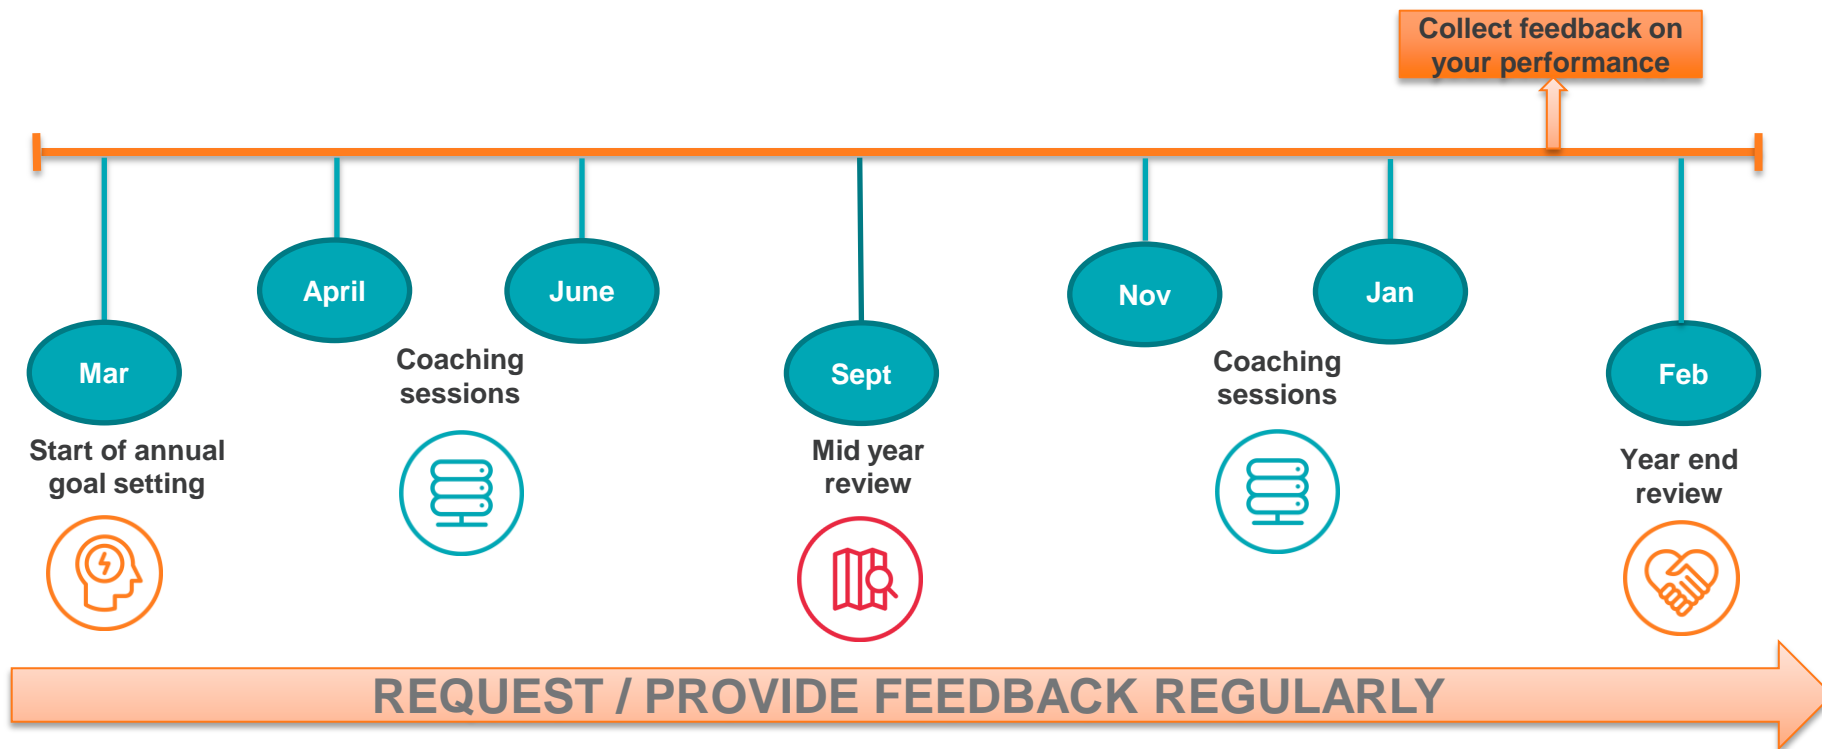 Collect feedback on
your performance
April
June
Nov
Jan
Mar
Coaching
sessions
Sept
Coaching
sessions
Feb
Start of annual
goal setting
Mid year
review
Year end
review
REQUEST / PROVIDE FEEDBACK REGULARLY